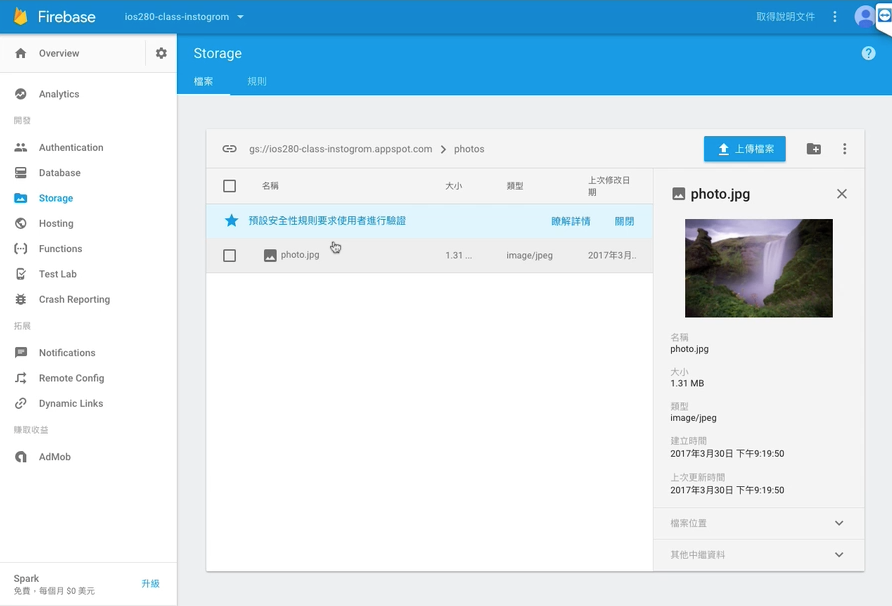 Firebase
ios280-class-instogrom
取得說明文件
Overview
Storage
檔案
規則
Analytics
開發
Authentication
Database
Storage
Hosting
Functions
Test Lab
Crash Reporting
拓展
Notifications
Remote Config
Dynamic Links
賺取收益
AdMob
Spark
免費 - 每個月 $0 美元
升級
gs://ios280-class-instogrom.appspot.com
photos
上傳檔案
名稱
大小
類型
上次修改日
期
預設安全性規則要求使用者進行驗證
瞭解詳情
關閉
photo.jpg
1.31 ...
image/jpeg
2017年3月..
photo.jpg
名稱
photo.jpg
大小
1.31 MB
類型
image/jpeg
建立時間
2017年3月30日 下午9:19:50
上次更新時間
2017年3月30日 下午9:19:50
檔案位置
其他中繼資料